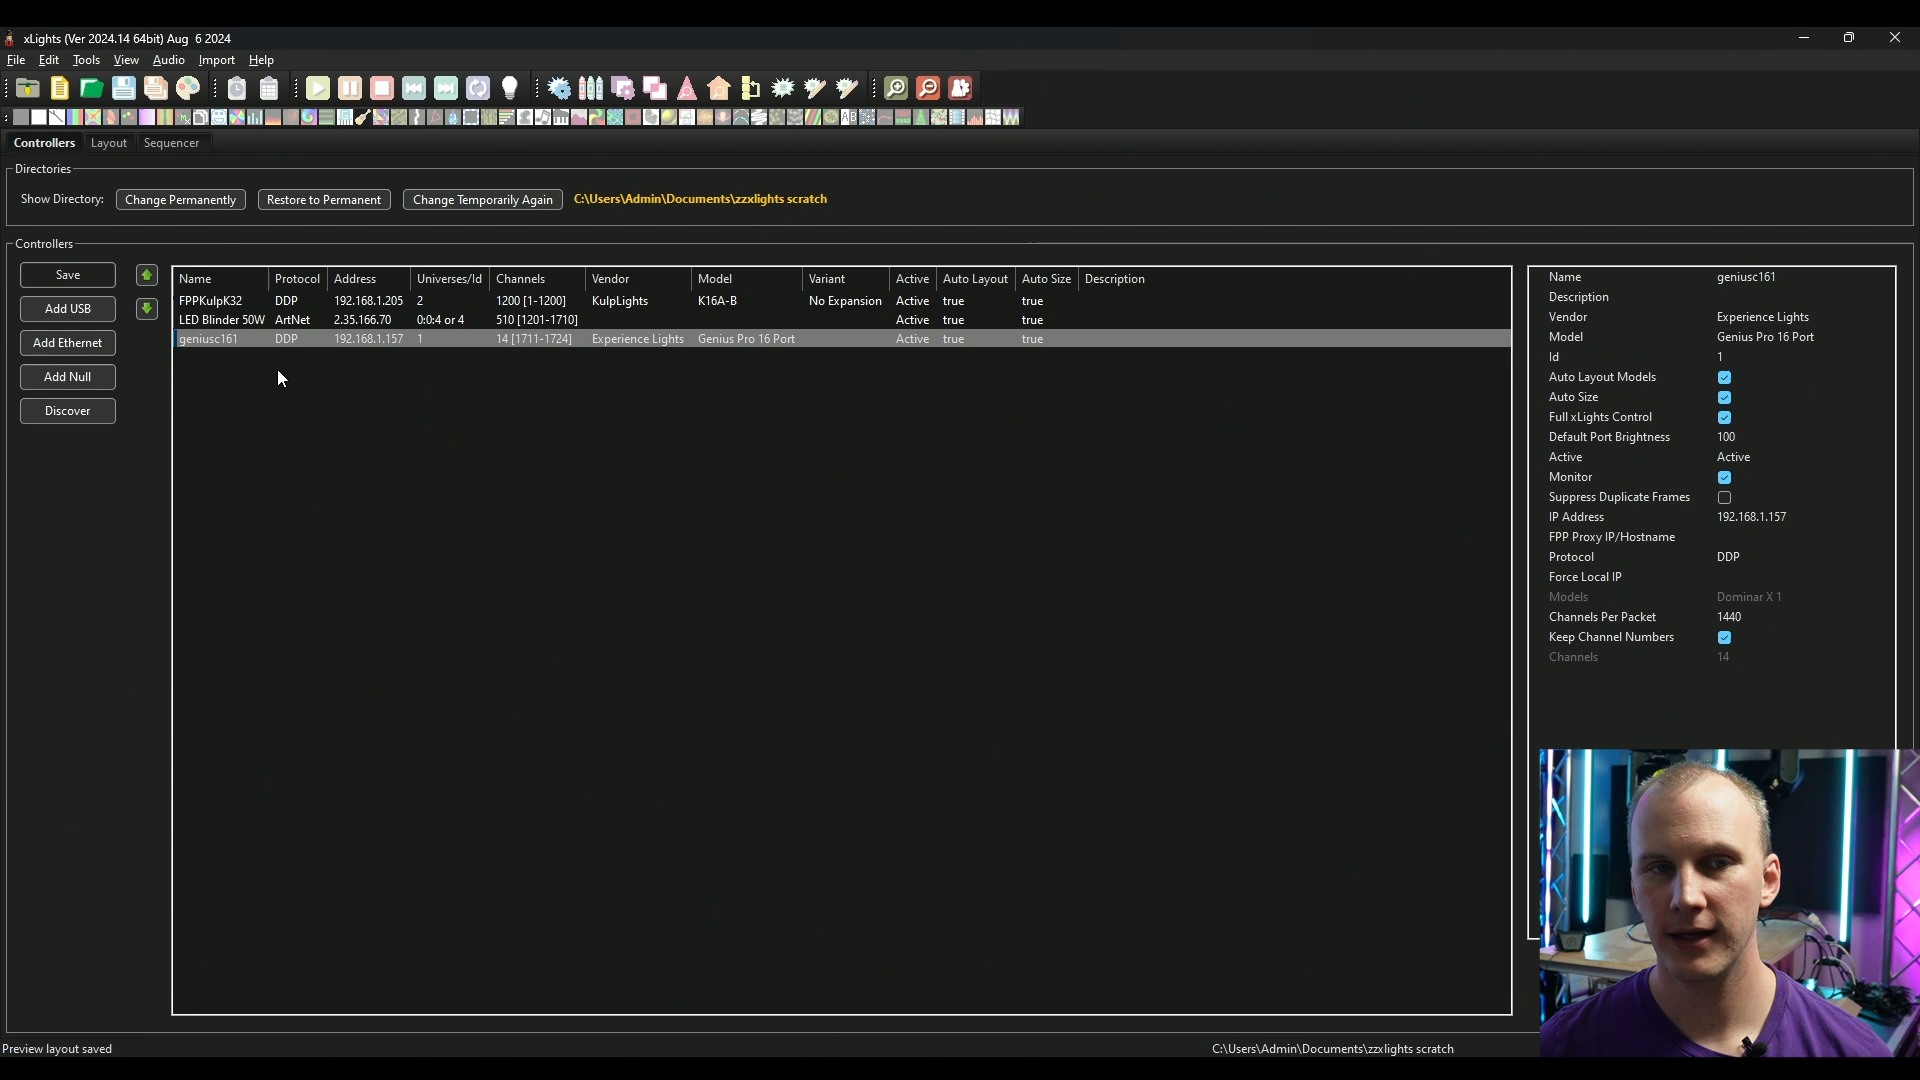 xLights (Ver 2024.14 64bit) Aug 6 2024
File Edit Tools View Audio Import Help
Controllers Layout Sequencer
Directories
Show Directory: Change Permanently Restore to Permanent Change Temporarily Again C:\Users\Admin\Documents\zzxlights scratch
Controllers
Save
Add USB
Add Ethernet
Add Null
Discover
Name Protocol Address Universes/Id Channels Vendor Model Variant Active Auto Layout Auto Size Description
FPPKulpK32 DDP 192.168.1.205 2 1200 [1-1200] KulpLights K16A-B No Expansion Active true true
LED Blinder 50W ArtNet 2.35.166.70 0:0:4 or 4 510 [1201-1710] Active true true
geniusc161 DDP 192.168.1.157 1 14 [1711-1724] Experience Lights Genius Pro 16 Port Active true true
Name geniusc161
Description
Vendor Experience Lights
Model Genius Pro 16 Port
Id 1
Auto Layout Models
Auto Size
Full xLights Control
Default Port Brightness 100
Active Active
Monitor
Suppress Duplicate Frames
IP Address 192.168.1.157
FPP Proxy IP/Hostname
Protocol DDP
Force Local IP
Models Dominar X 1
Channels Per Packet 1440
Keep Channel Numbers
Channels 14
Preview layout saved C:\Users\Admin\Documents\zzxlights scratch